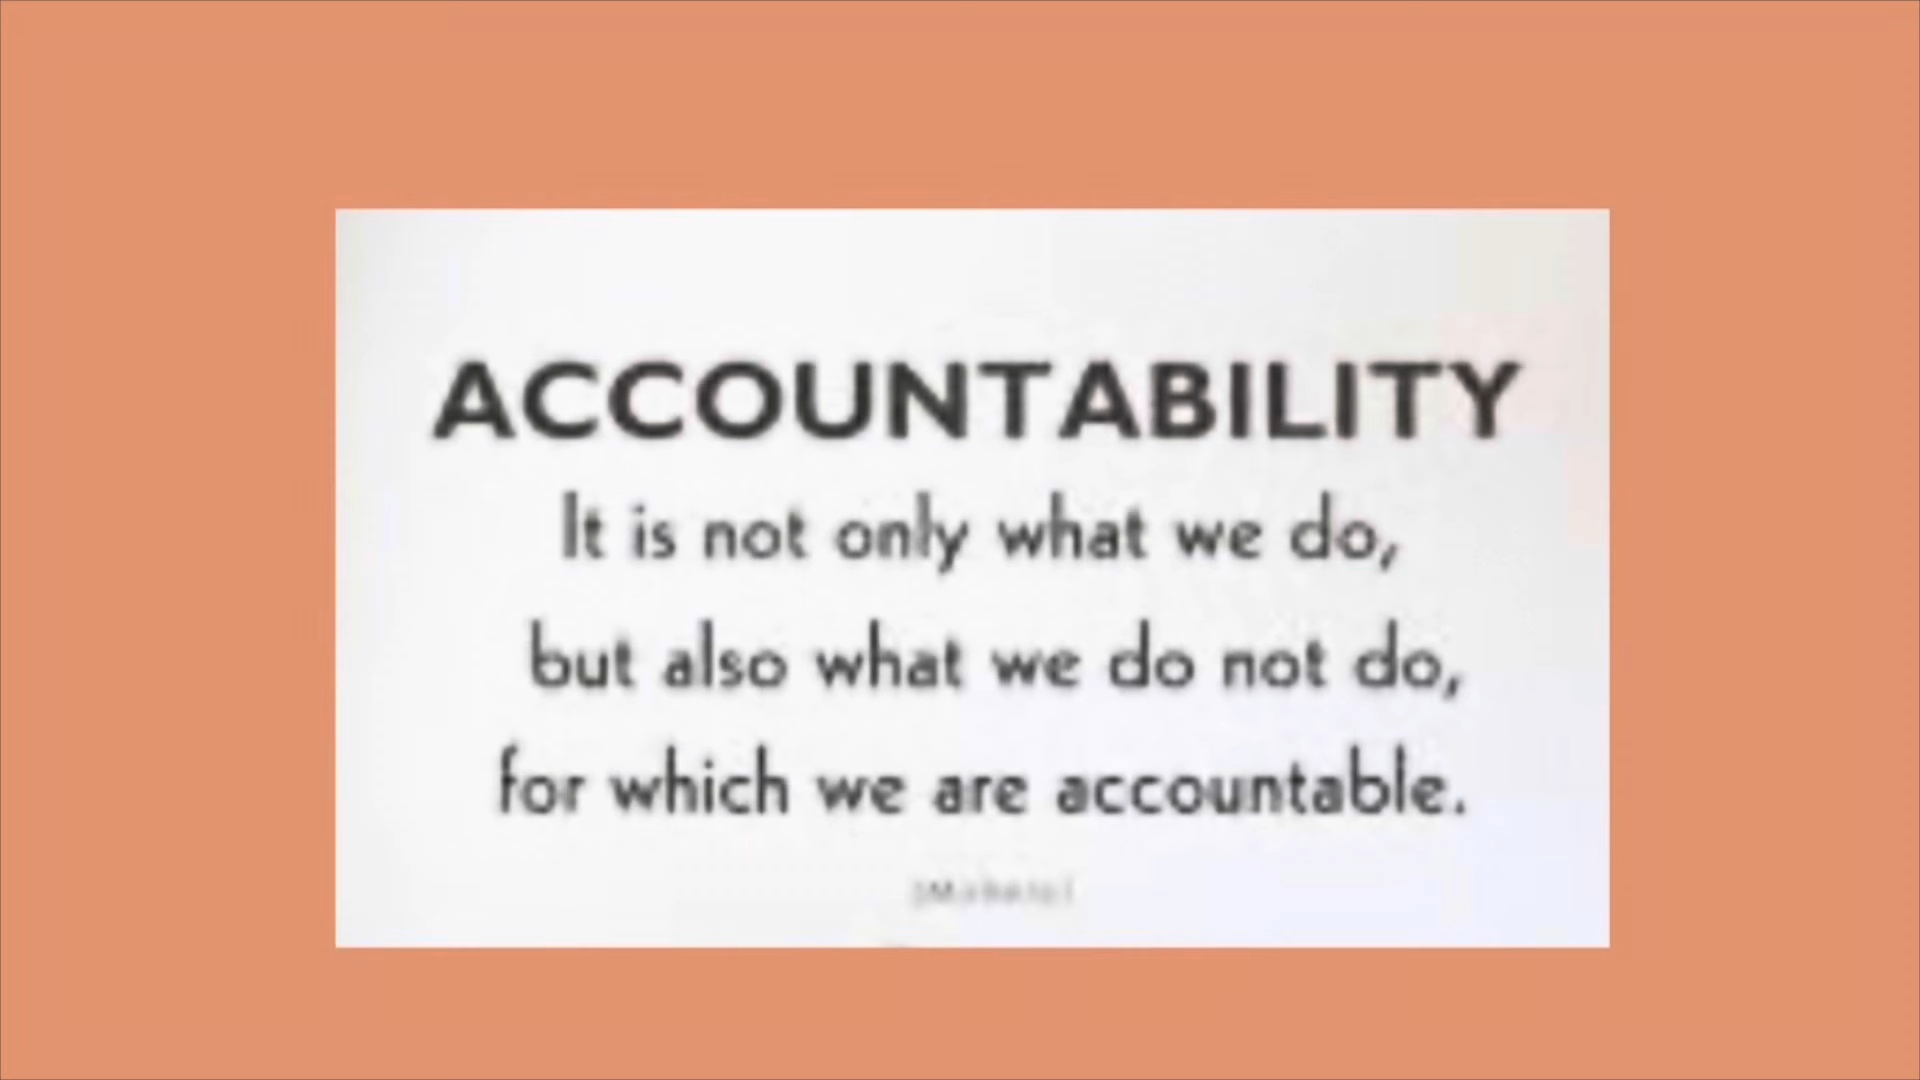 ACCOUNTABILITY
It is not only what we do,
but also what we do not do,
for which we are accountable.